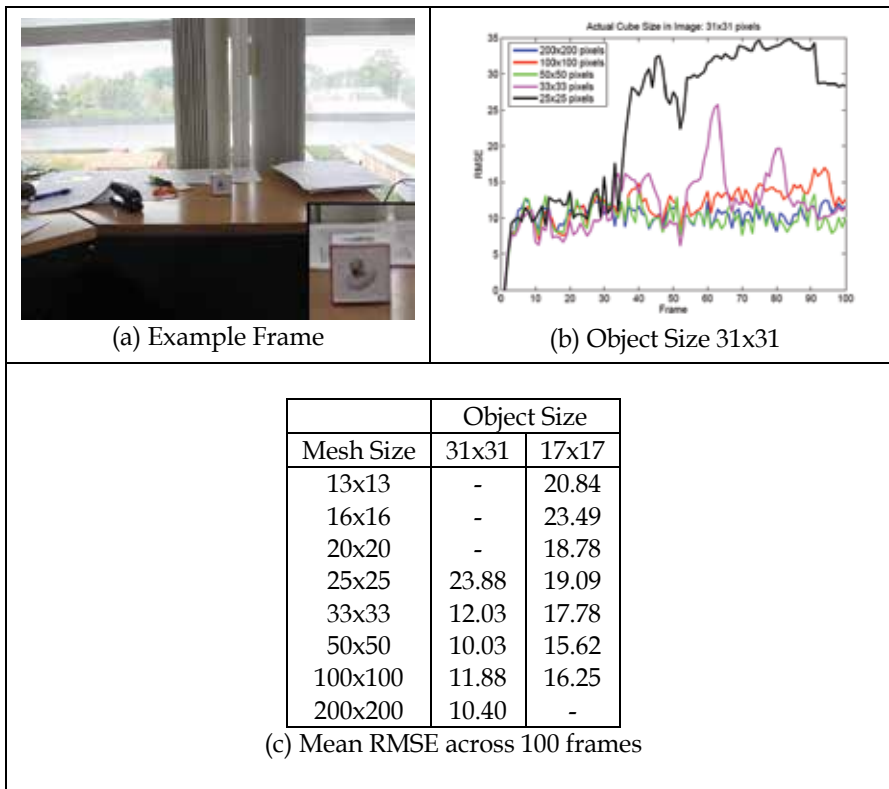 Actual Cube Size in Image: 31x31 pixels
200x200 pixels
100x100 pixels
50x50 pixels
33x33 pixels
25x25 pixels
RMSE
35
30
25
20
15
10
5
0
0 10 20 30 40 50 60 70 80 90 100
Frame
(a) Example Frame
(b) Object Size 31x31
Object Size
Mesh Size 31x31 17x17
13x13 - 20.84
16x16 - 23.49
20x20 - 18.78
25x25 23.88 19.09
33x33 12.03 17.78
50x50 10.03 15.62
100x100 11.88 16.25
200x200 10.40 -
(c) Mean RMSE across 100 frames